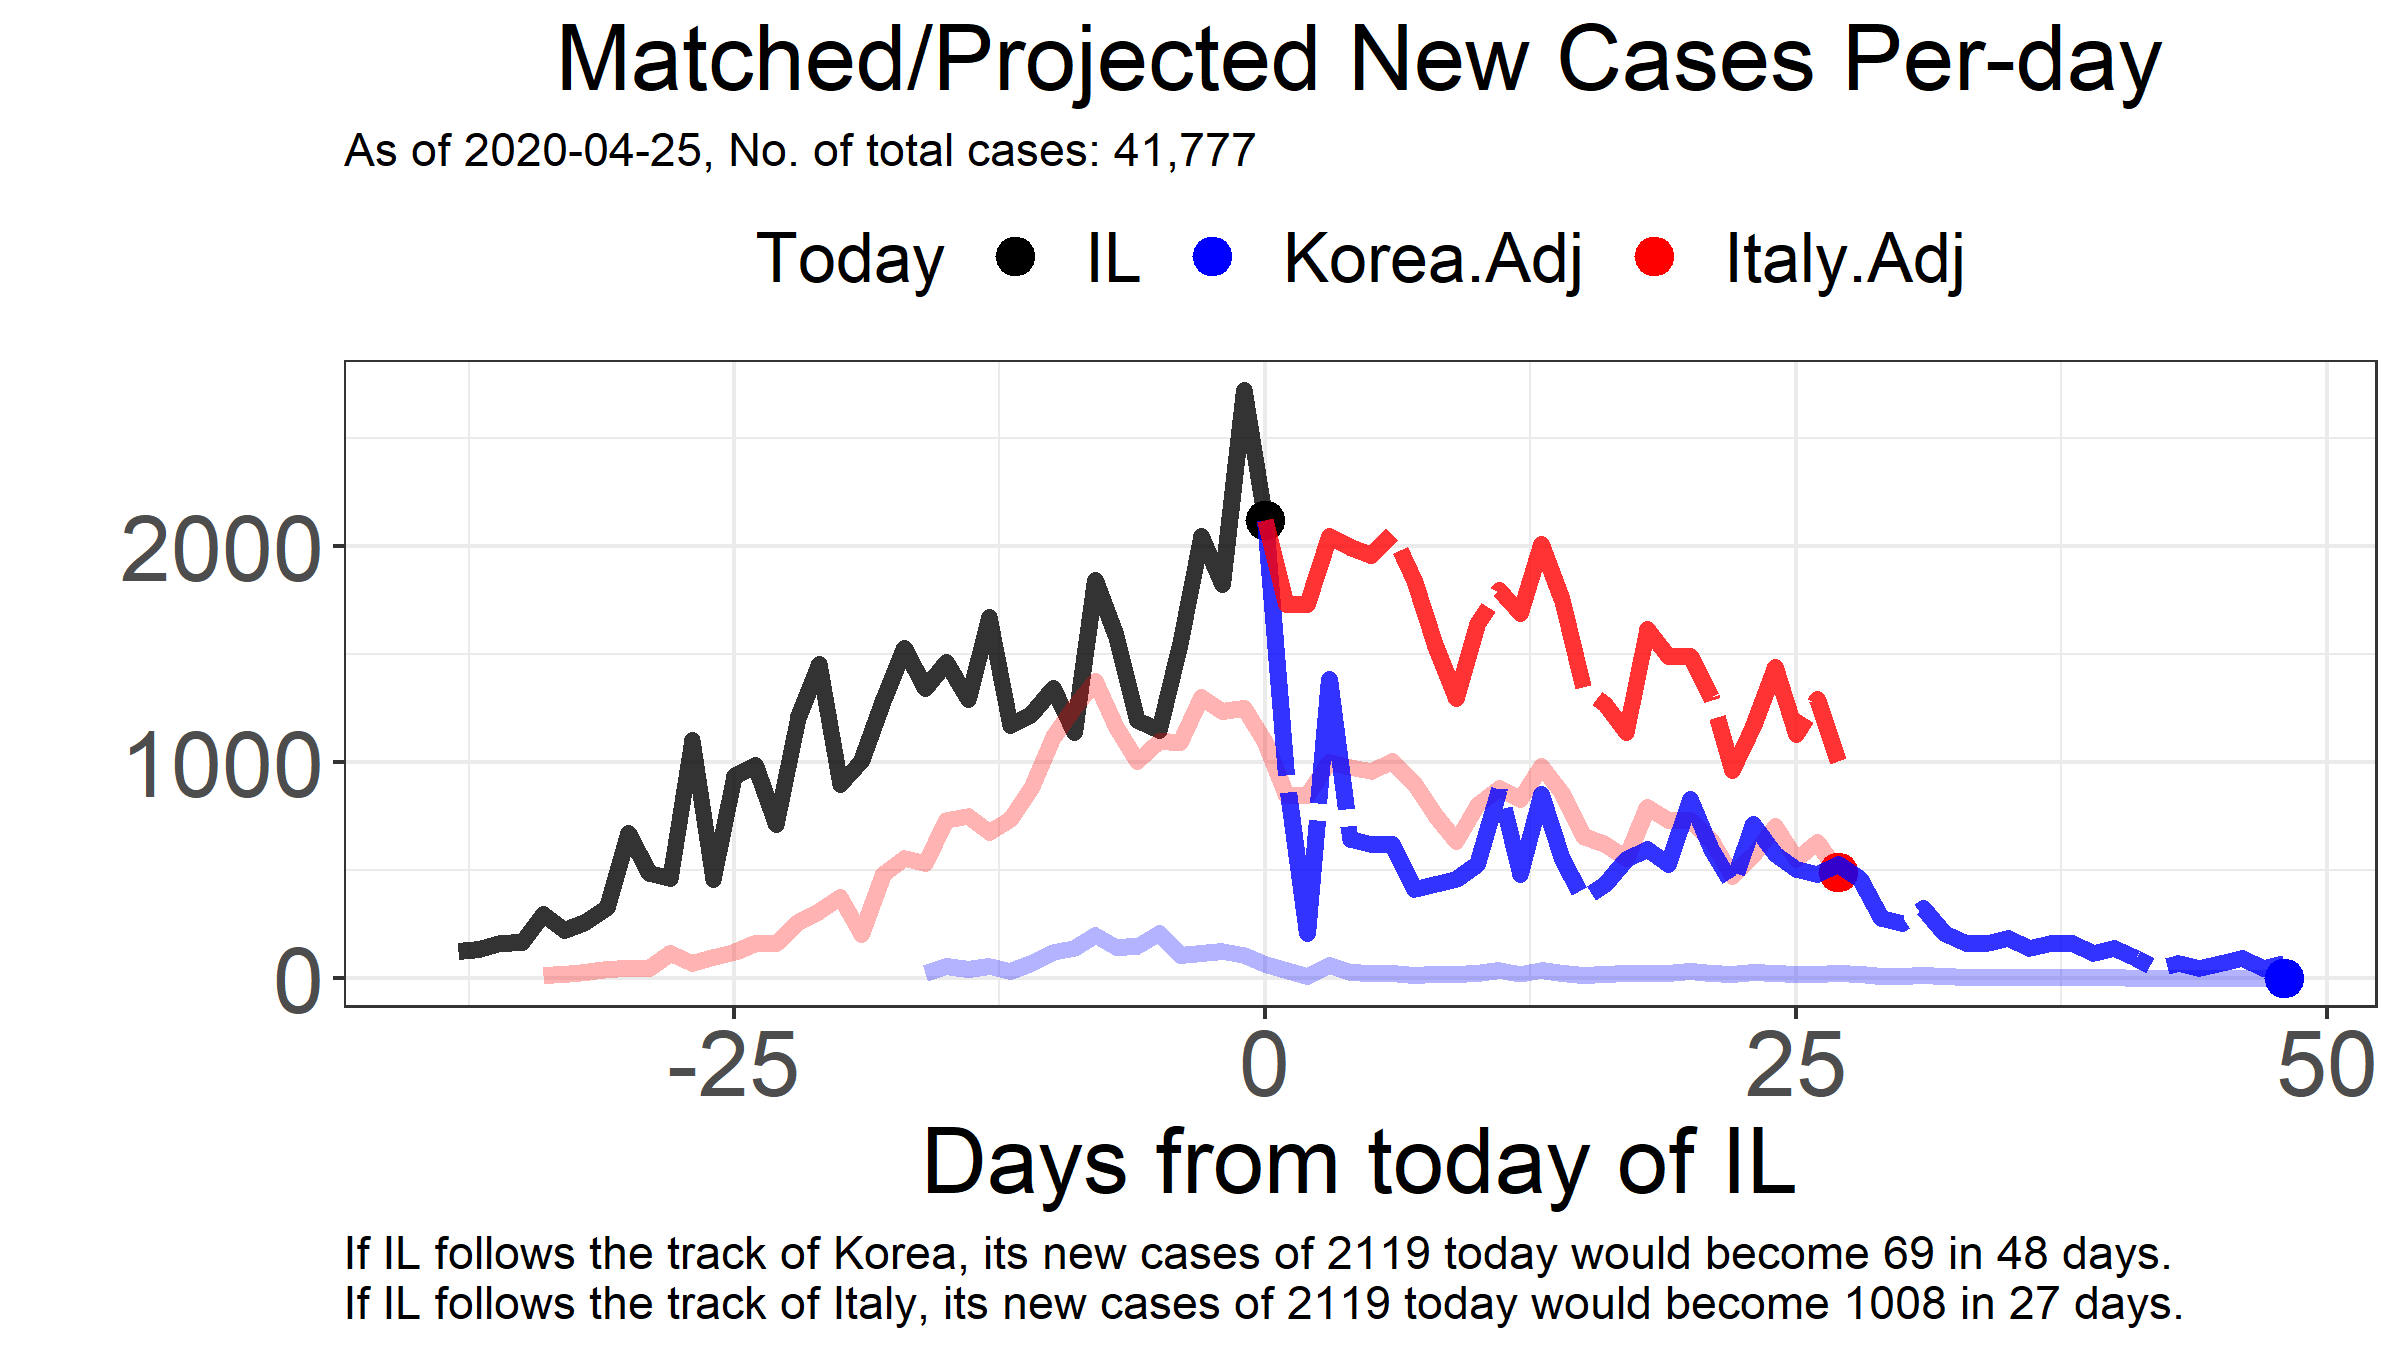 Matched/Projected New Cases Per-day
As of 2020-04-25, No. of total cases: 41,777
Today IL Korea.Adj Italy.Adj
2000
1000
0
-25 0 25 50
Days from today of IL
If IL follows the track of Korea, its new cases of 2119 today would become 69 in 48 days.
If IL follows the track of Italy, its new cases of 2119 today would become 1008 in 27 days.